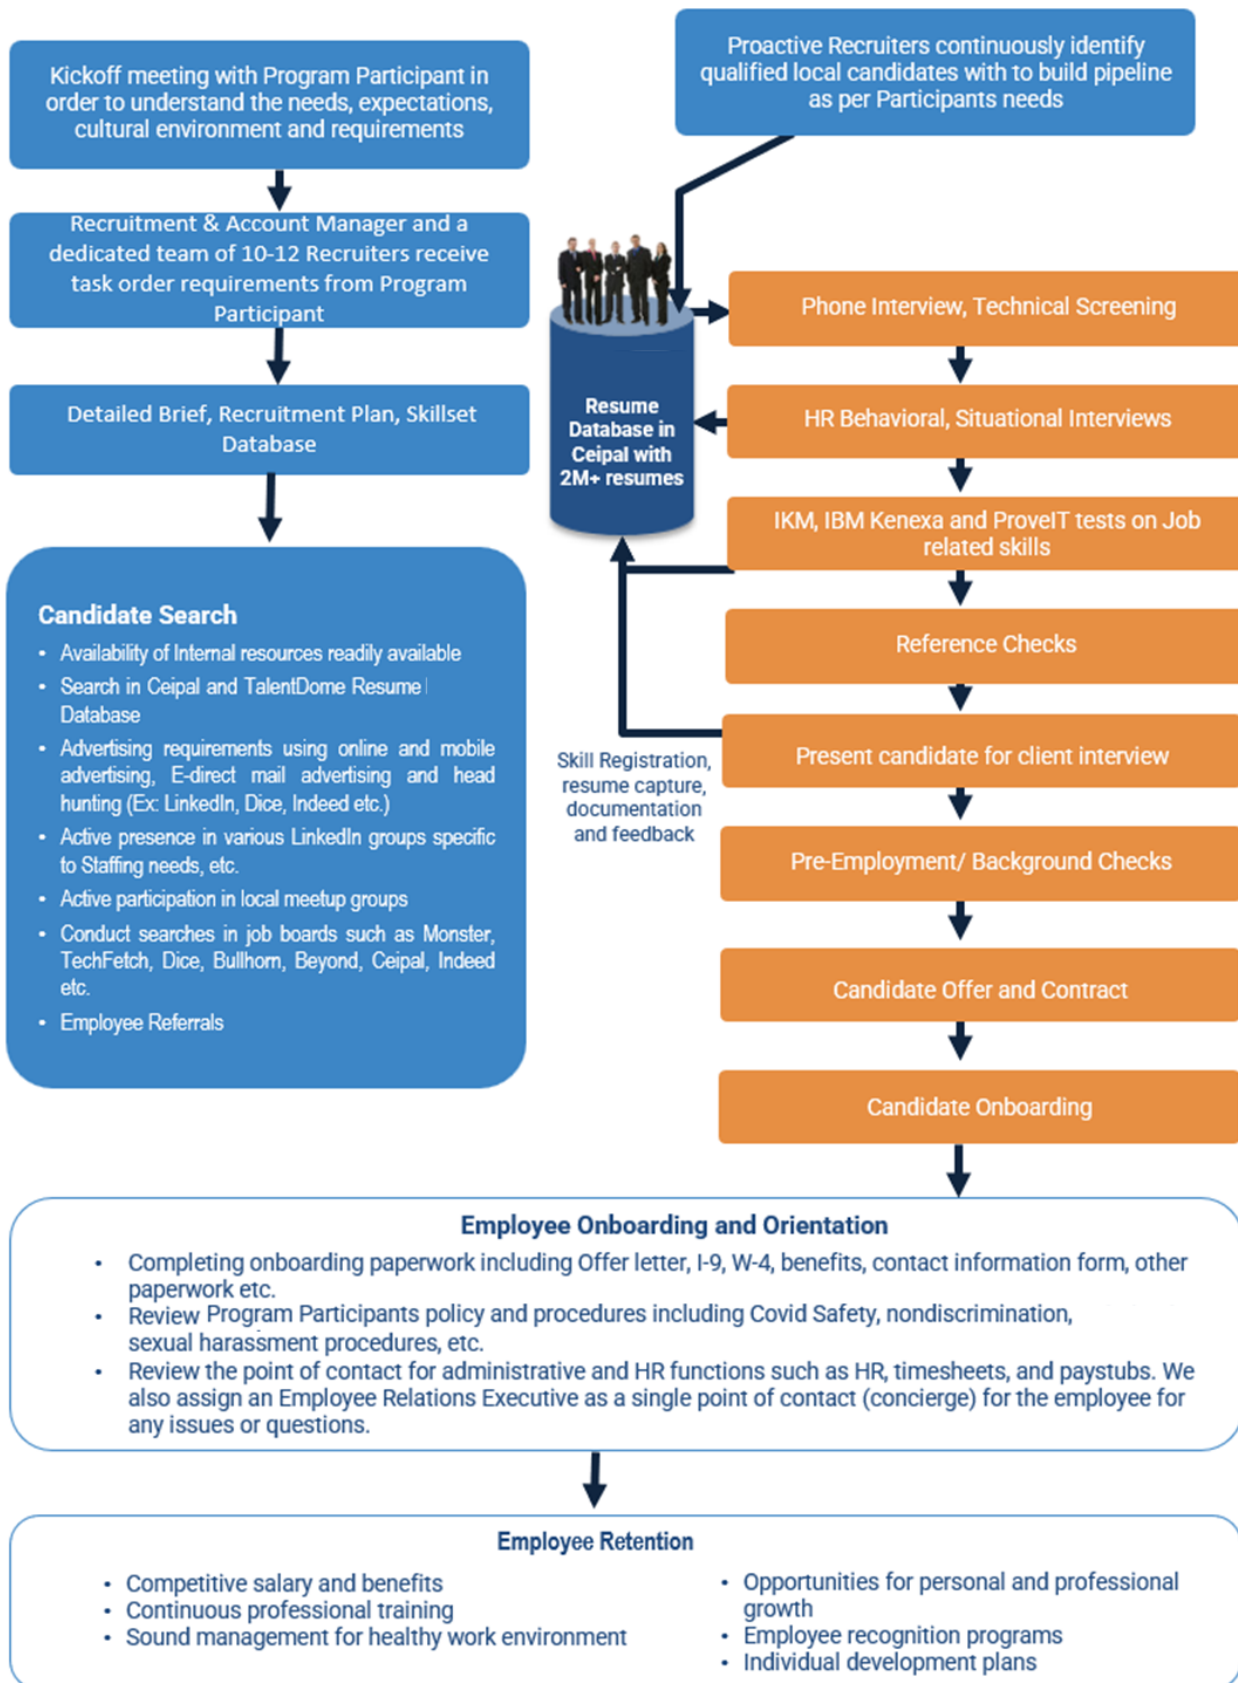 Kickoff meeting with Program Participant in
order to understand the needs, expectations,
cultural environment and requirements
Recruitment & Account Manager and a
dedicated team of 10-12 Recruiters receive
task order requirements from Program
Participant
Detailed Brief, Recruitment Plan, Skillset
Database
Candidate Search
• Availability of Internal resources readily available
• Search in Ceipal and TalentDome Resume
Database
• Advertising requirements using online and mobile
advertising, E-direct mail advertising and head
hunting (Ex: LinkedIn, Dice, Indeed etc.)
• Active presence in various LinkedIn groups specific
to Staffing needs, etc.
• Active participation in local meetup groups
• Conduct searches in job boards such as Monster,
TechFetch, Dice, Bullhorn, Beyond, Ceipal, Indeed
etc.
• Employee Referrals
Proactive Recruiters continuously identify
qualified local candidates with to build pipeline
as per Participants needs
Resume
Database in
Ceipal with
2M+ resumes
Skill Registration,
resume capture,
documentation
and feedback
Phone Interview, Technical Screening
HR Behavioral, Situational Interviews
IKM, IBM Kenexa and ProveIT tests on Job
related skills
Reference Checks
Present candidate for client interview
Pre-Employment/ Background Checks
Candidate Offer and Contract
Candidate Onboarding
Employee Onboarding and Orientation
• Completing onboarding paperwork including Offer letter, I-9, W-4, benefits, contact information form, other
paperwork etc.
• Review Program Participants policy and procedures including Covid Safety, nondiscrimination,
sexual harassment procedures, etc.
• Review the point of contact for administrative and HR functions such as HR, timesheets, and paystubs. We
also assign an Employee Relations Executive as a single point of contact (concierge) for the employee for
any issues or questions.
Employee Retention
• Competitive salary and benefits
• Continuous professional training
• Sound management for healthy work environment
• Opportunities for personal and professional
growth
• Employee recognition programs
• Individual development plans